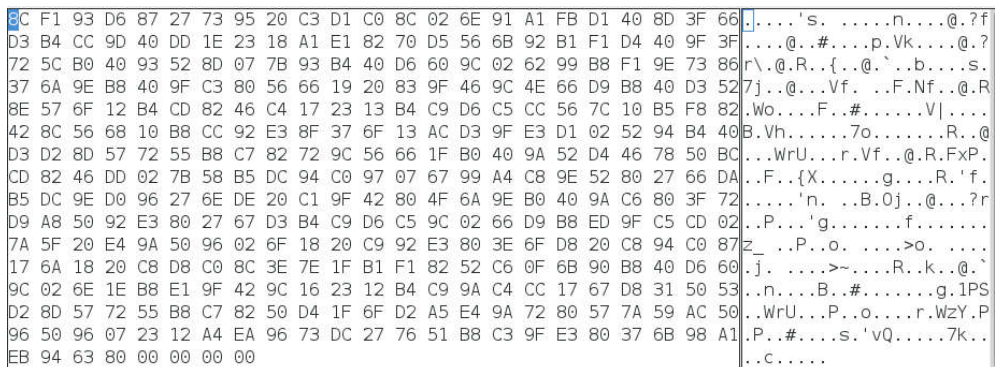 8C F1 93 D6 87 27 73 95 20 C3 D1 C0 8C 02 6E 91 A1 FB D1 40 8D 3F 66 .....'s. .....n....@.?f
D3 B4 CC 9D 40 DD 1E 23 18 A1 E1 82 70 D5 56 6B 92 B1 F1 D4 40 9F 3F ....@..#....p.Vk....@.?
72 5C B0 40 93 52 8D 07 7B 93 B4 40 D6 60 9C 02 62 99 B8 F1 9E 73 86 r\.@.R..{..@.`..b....s.
37 6A 9E B8 40 9F C3 80 56 66 19 20 83 9F 46 9C 4E 66 D9 B8 40 D3 52 7j..@...Vf. ..F.Nf..@.R
8E 57 6F 12 B4 CD 82 46 C4 17 23 13 B4 C9 D6 C5 CC 56 7C 10 B5 F8 82 .Wo....F..#......V|....
42 8C 56 68 10 B8 CC 92 E3 8F 37 6F 13 AC D3 9F E3 D1 02 52 94 B4 40 B.Vh......7o.......R..@
D3 D2 8D 57 72 55 B8 C7 82 72 9C 56 66 1F B0 40 9A 52 D4 46 78 50 BC ...WrU...r.Vf..@.R.FxP.
CD 82 46 DD 02 7B 58 B5 DC 94 C0 97 07 67 99 A4 C8 9E 52 80 27 66 DA ..F..{X......g....R.'f.
B5 DC 9E D0 96 27 6E DE 20 C1 9F 42 80 4F 6A 9E B0 40 9A C6 80 3F 72 .....'n. ..B.Oj..@...?r
D9 A8 50 92 E3 80 27 67 D3 B4 C9 D6 C5 9C 02 66 D9 B8 ED 9F C5 CD 02 ..P...'g.......f.......
7A 5F 20 E4 9A 50 96 02 6F 18 20 C9 92 E3 80 3E 6F D8 20 C8 94 C0 87 z_ ..P..o. ....>o. ....
17 6A 18 20 C8 D8 C0 8C 3E 7E 1F B1 F1 82 52 C6 0F 6B 90 B8 40 D6 60 .j. ....>~....R..k..@.`
9C 02 6E 1E B8 E1 9F 42 9C 16 23 12 B4 C9 9A C4 CC 17 67 D8 31 50 53 ..n....B..#.......g.1PS
D2 8D 57 72 55 B8 C7 82 50 D4 1F 6F D2 A5 E4 9A 72 80 57 7A 59 AC 50 ..WrU...P..o....r.WzY.P
96 50 96 07 23 12 A4 EA 96 73 DC 27 76 51 B8 C3 9F E3 80 37 6B 98 A1 .P..#....s.'vQ.....7k..
EB 94 63 80 00 00 00 00 ..c.....